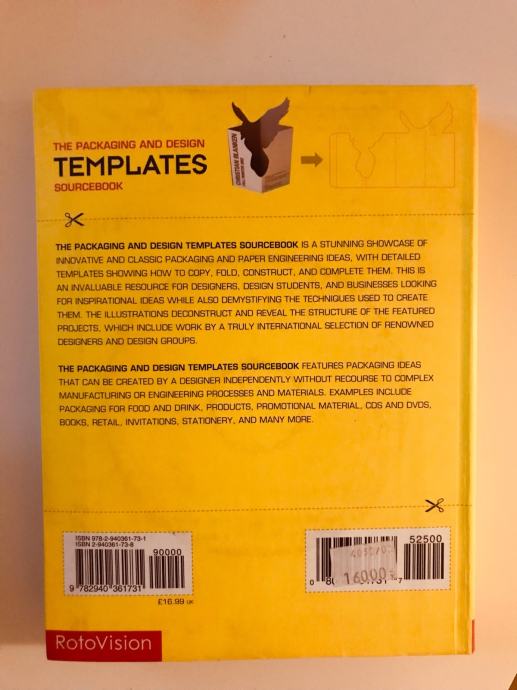 THE PACKAGING AND DESIGN
TEMPLATES
SOURCEBOOK
CHRISTIAN BLANKEN
THE PACKAGING AND DESIGN TEMPLATES SOURCEBOOK IS A STUNNING SHOWCASE OF
INNOVATIVE AND CLASSIC PACKAGING AND PAPER ENGINEERING IDEAS, WITH DETAILED
TEMPLATES SHOWING HOW TO COPY, FOLD, CONSTRUCT, AND COMPLETE THEM. THIS IS
AN INVALUABLE RESOURCE FOR DESIGNERS, DESIGN STUDENTS, AND BUSINESSES LOOKING
FOR INSPIRATIONAL IDEAS WHILE ALSO DEMYSTIFYING THE TECHNIQUES USED TO CREATE
THEM. THE ILLUSTRATIONS DECONSTRUCT AND REVEAL THE STRUCTURE OF THE FEATURED
PROJECTS, WHICH INCLUDE WORK BY A TRULY INTERNATIONAL SELECTION OF RENOWNED
DESIGNERS AND DESIGN GROUPS.
THE PACKAGING AND DESIGN TEMPLATES SOURCEBOOK FEATURES PACKAGING IDEAS
THAT CAN BE CREATED BY A DESIGNER INDEPENDENTLY WITHOUT RECOURSE TO COMPLEX
MANUFACTURING OR ENGINEERING PROCESSES AND MATERIALS. EXAMPLES INCLUDE
PACKAGING FOR FOOD AND DRINK, PRODUCTS, PROMOTIONAL MATERIAL, CDS AND DVDS,
BOOKS, RETAIL, INVITATIONS, STATIONERY, AND MANY MORE.
ISBN 978-2-940361-73-1
ISBN 2-940361-73-8
90000
9 782940 361731
£16.99 UK
52500
16000
RotoVision